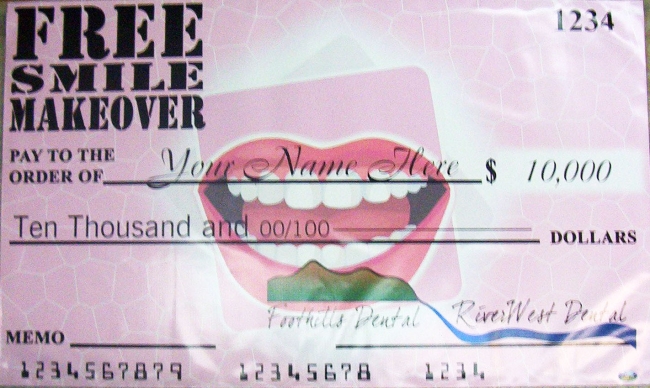 FREE
SMILE
MAKEOVER
1234
PAY TO THE
ORDER OF Your Name Here $ 10,000
Ten Thousand and 00/100 DOLLARS
Foothills Dental RiverWest Dental
MEMO
1234567879 12345678 1234